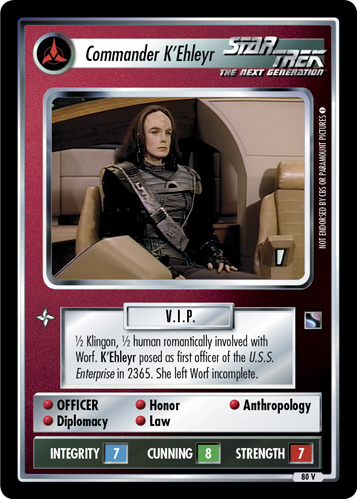 Commander K'Ehleyr
STAR TREK
THE NEXT GENERATION
NOT ENDORSED BY CBS OR PARAMOUNT PICTURES
V.I.P.
½ Klingon, ½ human romantically involved with
Worf. K'Ehleyr posed as first officer of the U.S.S.
Enterprise in 2365. She left Worf incomplete.
OFFICER
Honor
Anthropology
Diplomacy
Law
INTEGRITY 7 CUNNING 8 STRENGTH 7
80 V